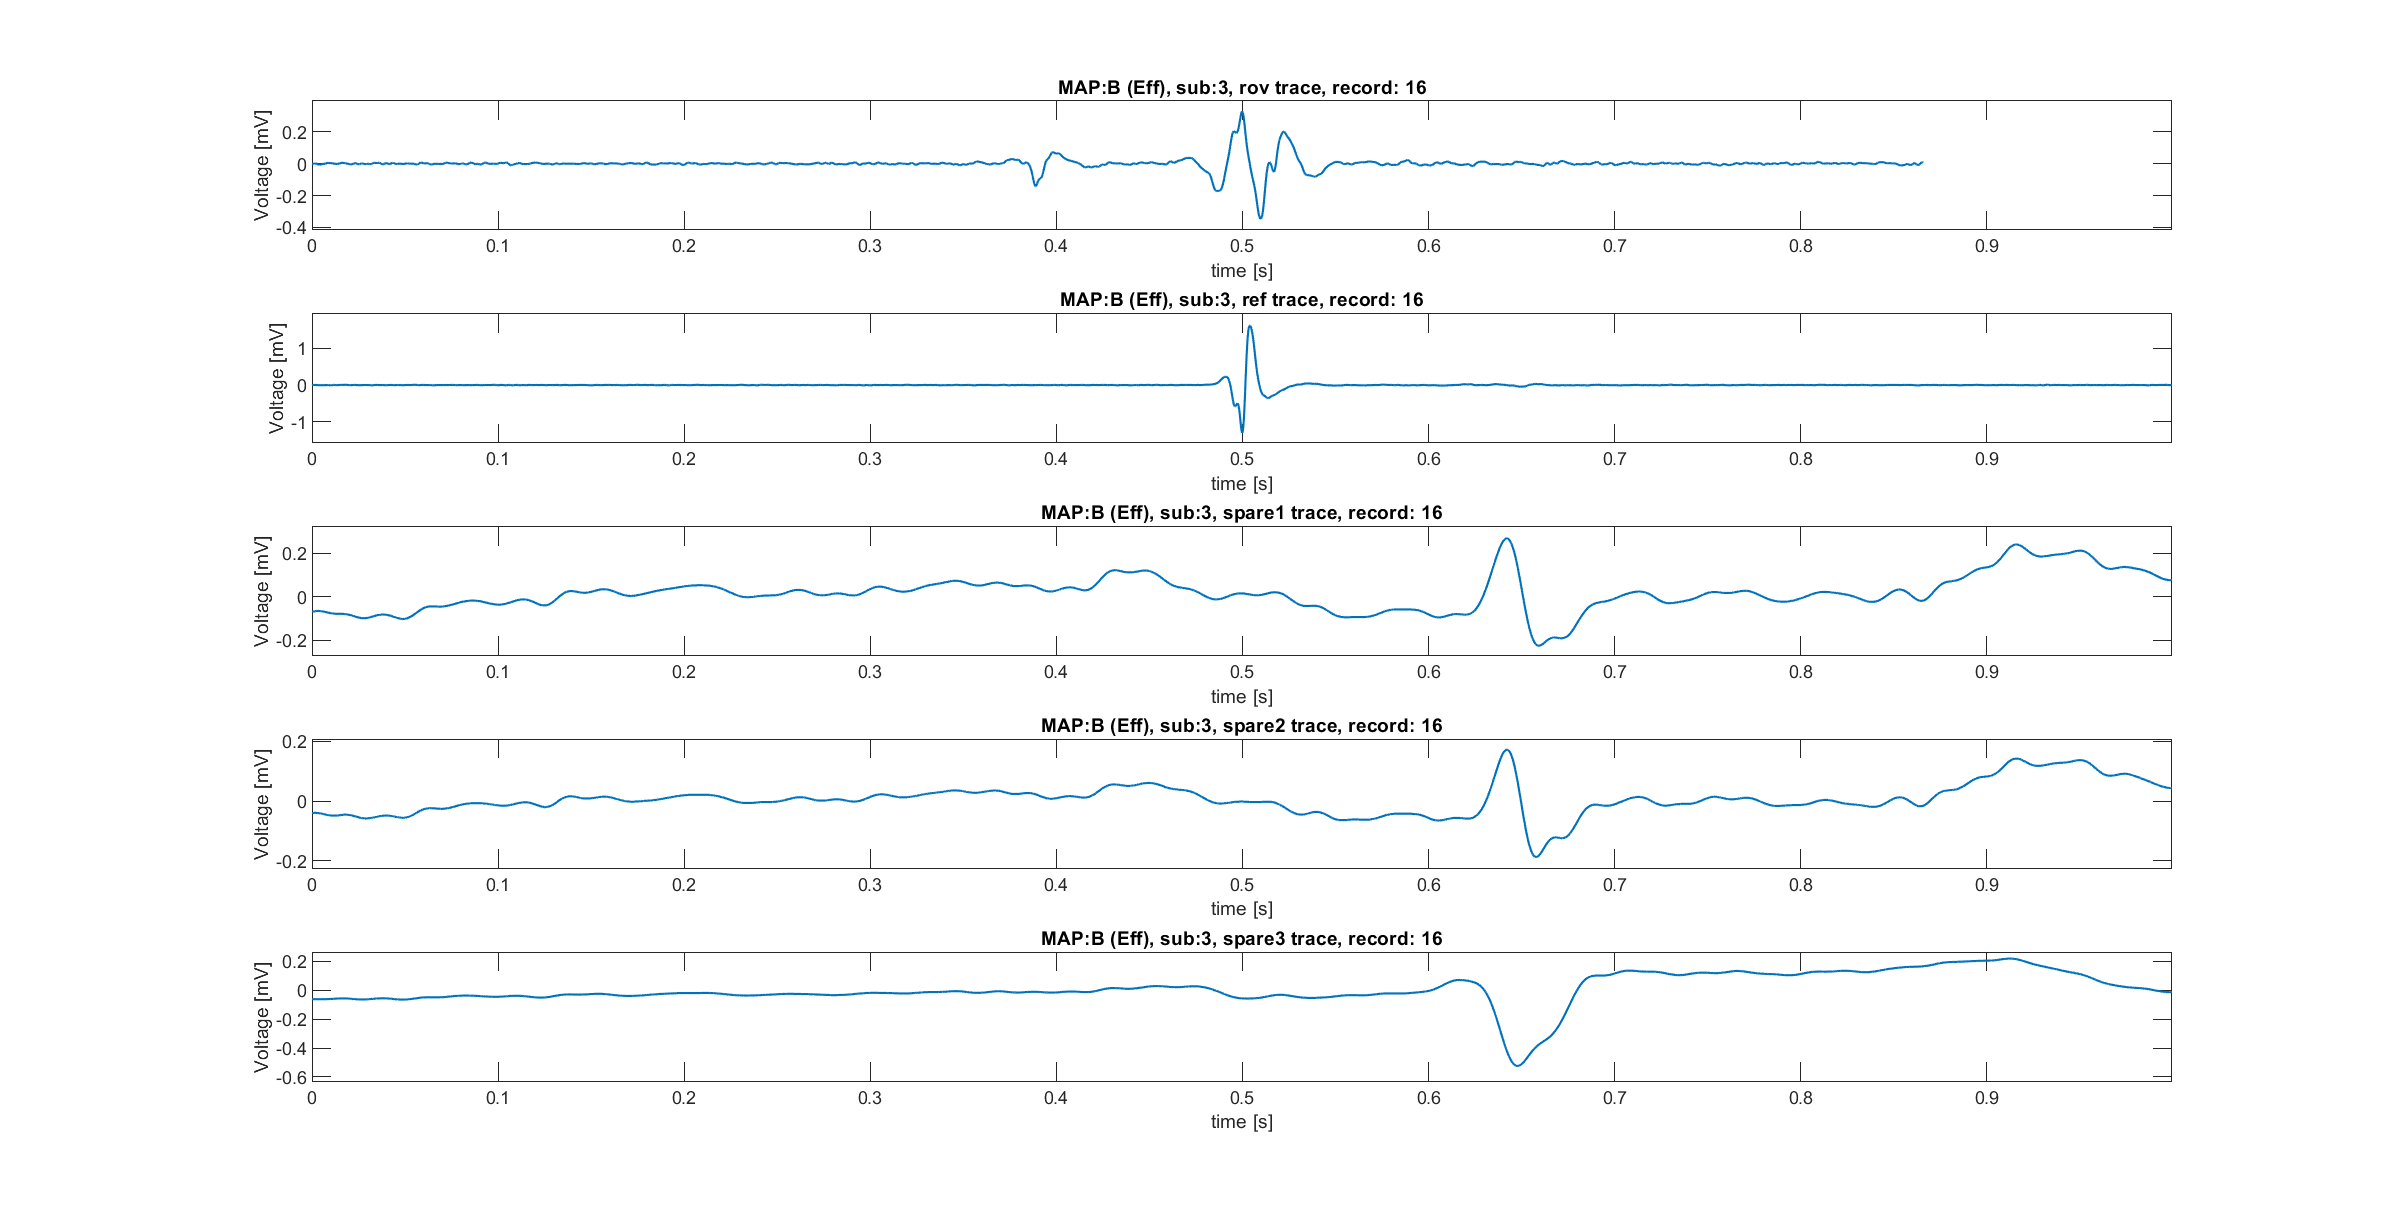 MAP:B (Eff), sub:3, rov trace, record: 16
Voltage [mV]
0.2
0
-0.2
-0.4
0 0.1 0.2 0.3 0.4 0.5 0.6 0.7 0.8 0.9
time [s]
MAP:B (Eff), sub:3, ref trace, record: 16
Voltage [mV]
1
0
-1
0 0.1 0.2 0.3 0.4 0.5 0.6 0.7 0.8 0.9
time [s]
MAP:B (Eff), sub:3, spare1 trace, record: 16
Voltage [mV]
0.2
0
-0.2
0 0.1 0.2 0.3 0.4 0.5 0.6 0.7 0.8 0.9
time [s]
MAP:B (Eff), sub:3, spare2 trace, record: 16
Voltage [mV]
0.2
0
-0.2
0 0.1 0.2 0.3 0.4 0.5 0.6 0.7 0.8 0.9
time [s]
MAP:B (Eff), sub:3, spare3 trace, record: 16
Voltage [mV]
0.2
0
-0.2
-0.4
-0.6
0 0.1 0.2 0.3 0.4 0.5 0.6 0.7 0.8 0.9
time [s]